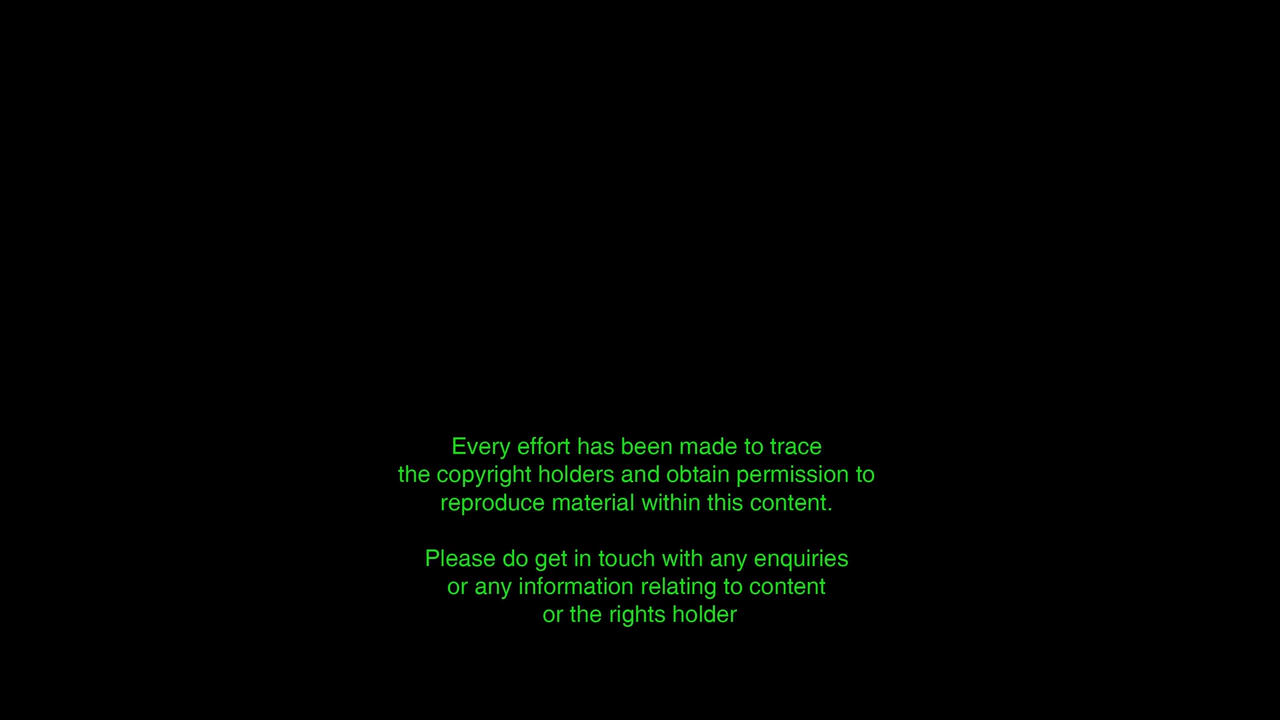 Every effort has been made to trace
the copyright holders and obtain permission to
reproduce material within this content.
Please do get in touch with any enquiries
or any information relating to content
or the rights holder